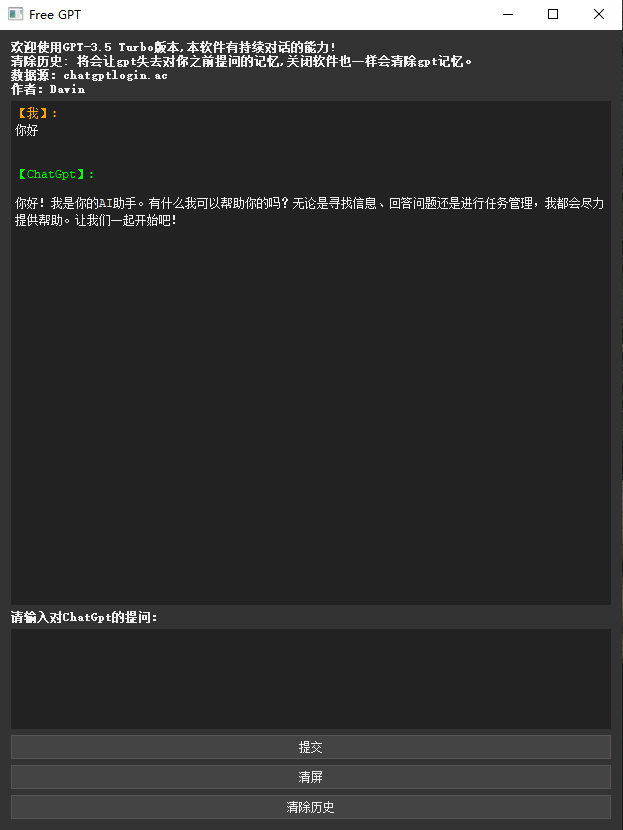 Free GPT
欢迎使用GPT-3.5 Turbo版本,本软件有持续对话的能力!
清除历史: 将会让gpt失去对你之前提问的记忆,关闭软件也一样会清除gpt记忆。
数据源: chatgptlogin.ac
作者: Davin
【我】:
你好
【ChatGpt】:
你好！我是你的AI助手。有什么我可以帮助你的吗？无论是寻找信息、回答问题还是进行任务管理，我都会尽力
提供帮助。让我们一起开始吧！
请输入对ChatGpt的提问:
提交
清屏
清除历史